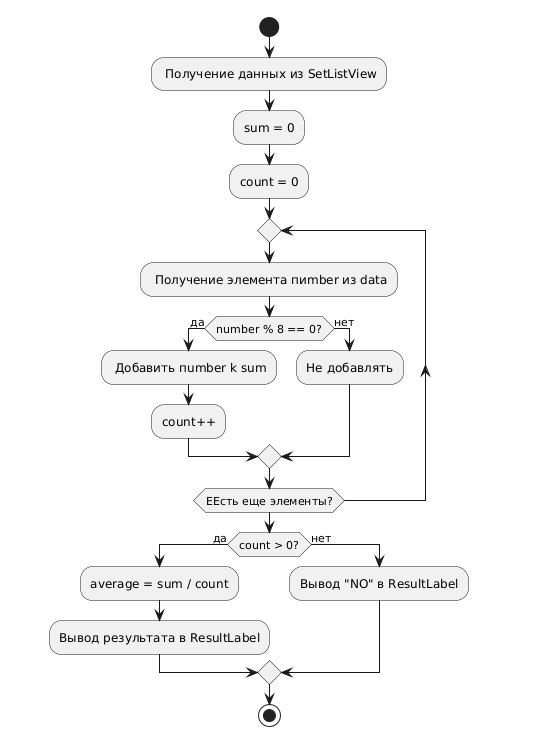 Получение данных из SetListView
sum = 0
count = 0
Получение элемента number из data
да
number % 8 == 0?
нет
Добавить number k sum
Не добавлять
count++
ЕЕсть еще элементы?
да
count > 0?
нет
average = sum / count
Вывод "NO" в ResultLabel
Вывод результата в ResultLabel